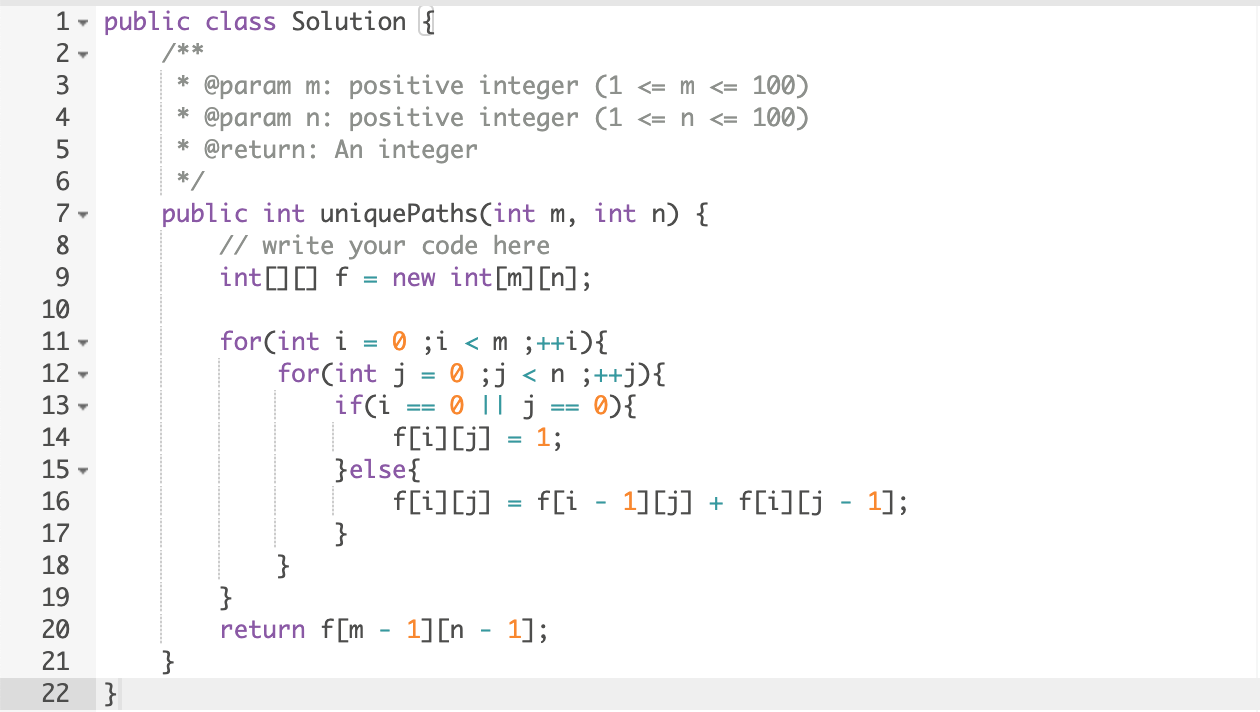 1 public class Solution {
2     /**
3      * @param m: positive integer (1 <= m <= 100)
4      * @param n: positive integer (1 <= n <= 100)
5      * @return: An integer
6      */
7     public int uniquePaths(int m, int n) {
8         // write your code here
9         int[][] f = new int[m][n];
10
11         for(int i = 0 ;i < m ;++i){
12             for(int j = 0 ;j < n ;++j){
13                 if(i == 0 || j == 0){
14                     f[i][j] = 1;
15                 }else{
16                     f[i][j] = f[i - 1][j] + f[i][j - 1];
17                 }
18             }
19         }
20         return f[m - 1][n - 1];
21     }
22 }